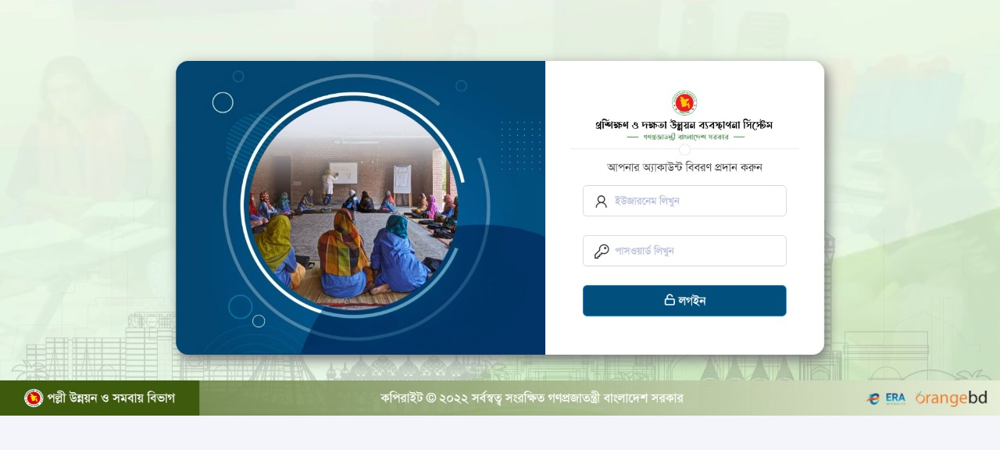 প্রশিক্ষণ ও দক্ষতা উন্নয়ন ব্যবস্থাপনা সিস্টেম
গণপ্রজাতন্ত্রী বাংলাদেশ সরকার
আপনার অ্যাকাউন্ট বিবরণ প্রদান করুন
ইউজারনেম লিখুন
পাসওয়ার্ড লিখুন
লগইন
পল্লী উন্নয়ন ও সমবায় বিভাগ
কপিরাইট © ২০২২ সর্বস্বত্ব সংরক্ষিত গণপ্রজাতন্ত্রী বাংলাদেশ সরকার
ERA
orangebd